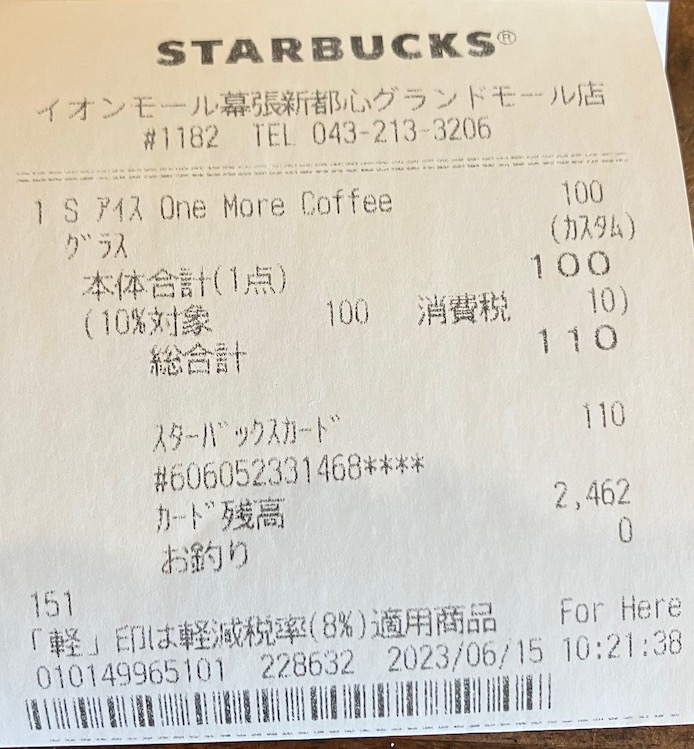 STARBUCKS®
イオンモール幕張新都心グランドモール店
#1182 TEL 043-213-3206
1 S アイス One More Coffee 100
グラス (カスタム)
本体合計(1点) 100
(10%対象 100 消費税 10)
総合計 110
スターバックスカード 110
#606052331468****
カード残高 2,462
お釣り 0
151
「軽」印は軽減税率(8%)適用商品 For Here
010149965101 228632 2023/06/15 10:21:38